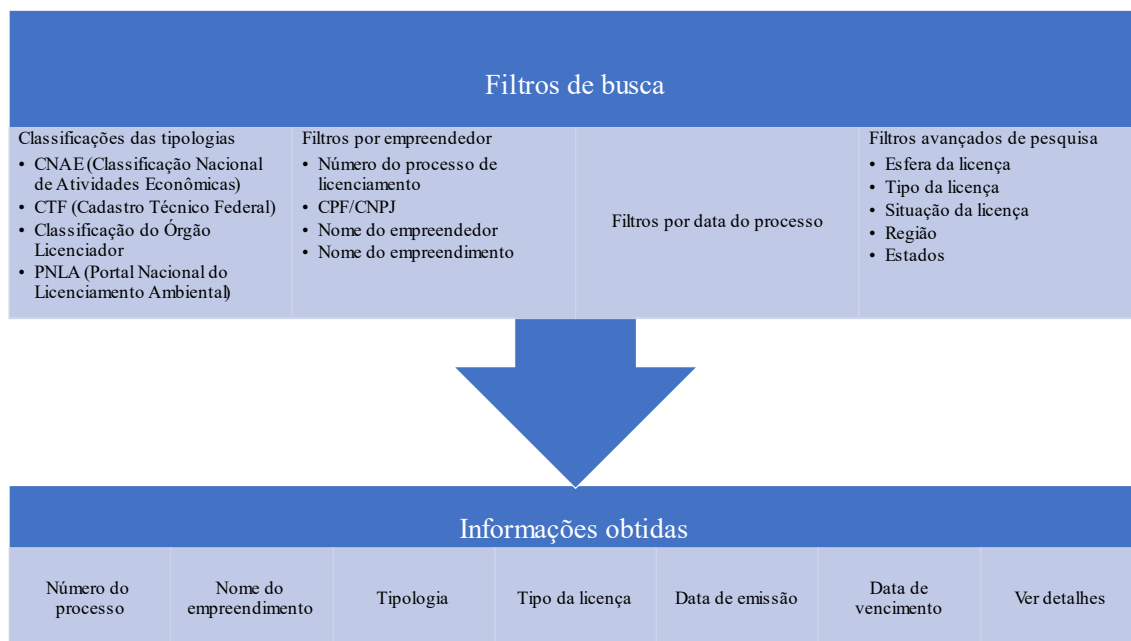 Filtros de busca
Classificações das tipologias
• CNAE (Classificação Nacional
de Atividades Econômicas)
• CTF (Cadastro Técnico Federal)
• Classificação do Órgão
Licenciador
• PNLA (Portal Nacional do
Licenciamento Ambiental)
Filtros por empreendedor
• Número do processo de
licenciamento
• CPF/CNPJ
• Nome do empreendedor
• Nome do empreendimento
Filtros por data do processo
Filtros avançados de pesquisa
• Esfera da licença
• Tipo da licença
• Situação da licença
• Região
• Estados
Informações obtidas
Número do
processo
Nome do
empreendimento
Tipologia
Tipo da licença
Data de emissão
Data de
vencimento
Ver detalhes